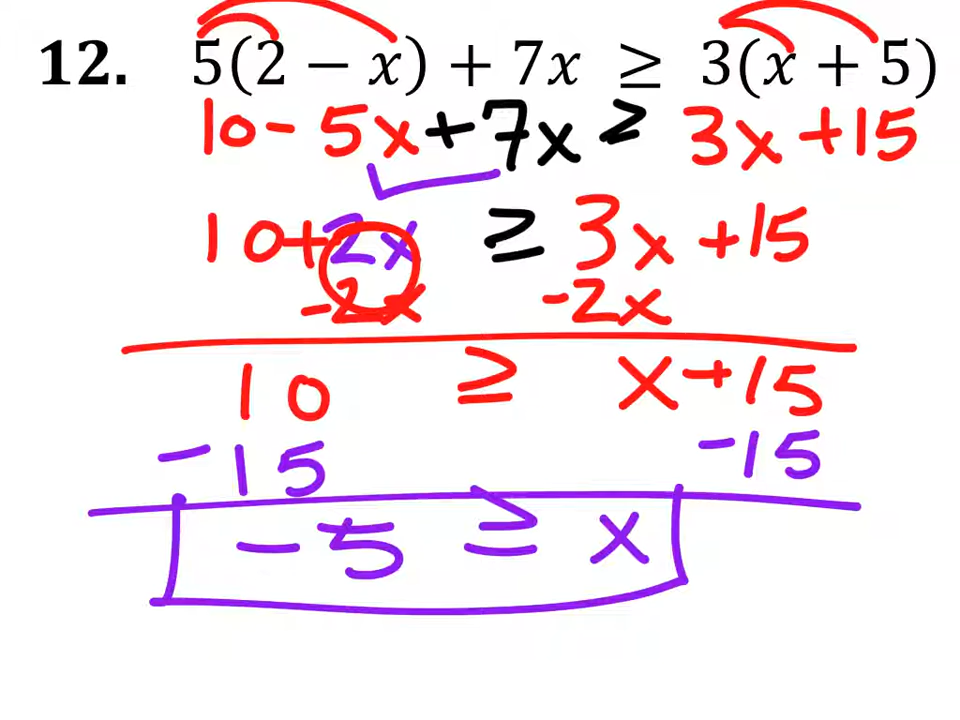 12. 5(2 − x) + 7x ≥ 3(x + 5)
10 - 5x + 7x ≥ 3x + 15
10 + 2x ≥ 3x + 15
-2x -2x
10 ≥ x + 15
-15 -15
-5 ≥ x